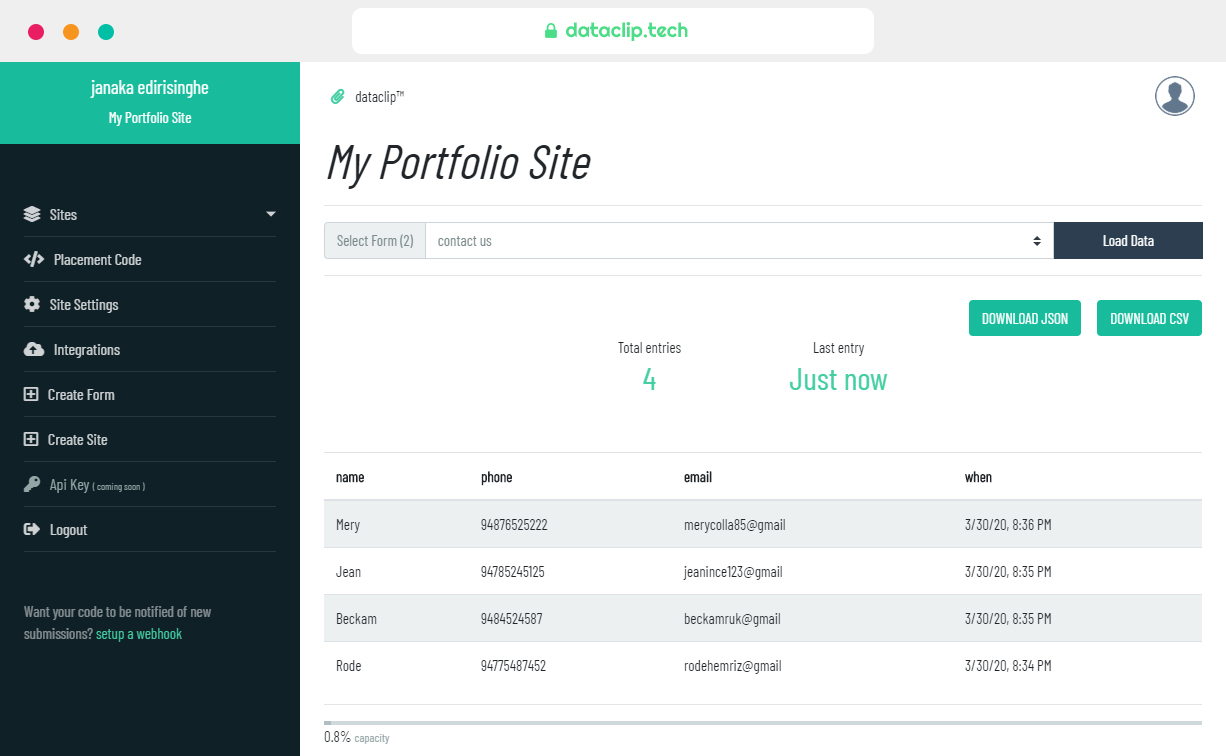 dataclip.tech
janaka edirisinghe
My Portfolio Site
Sites
Placement Code
Site Settings
Integrations
Create Form
Create Site
Api Key ( coming soon )
Logout
Want your code to be notified of new
submissions? setup a webhook
dataclip™
My Portfolio Site
Select Form (2) contact us Load Data
DOWNLOAD JSON DOWNLOAD CSV
Total entries Last entry
4 Just now
name phone email when
Mery 94876525222 merycolla85@gmail 3/30/20, 8:36 PM
Jean 94785245125 jeanince123@gmail 3/30/20, 8:35 PM
Beckam 9484524587 beckamruk@gmail 3/30/20, 8:35 PM
Rode 94775487452 rodehemriz@gmail 3/30/20, 8:34 PM
0.8% capacity